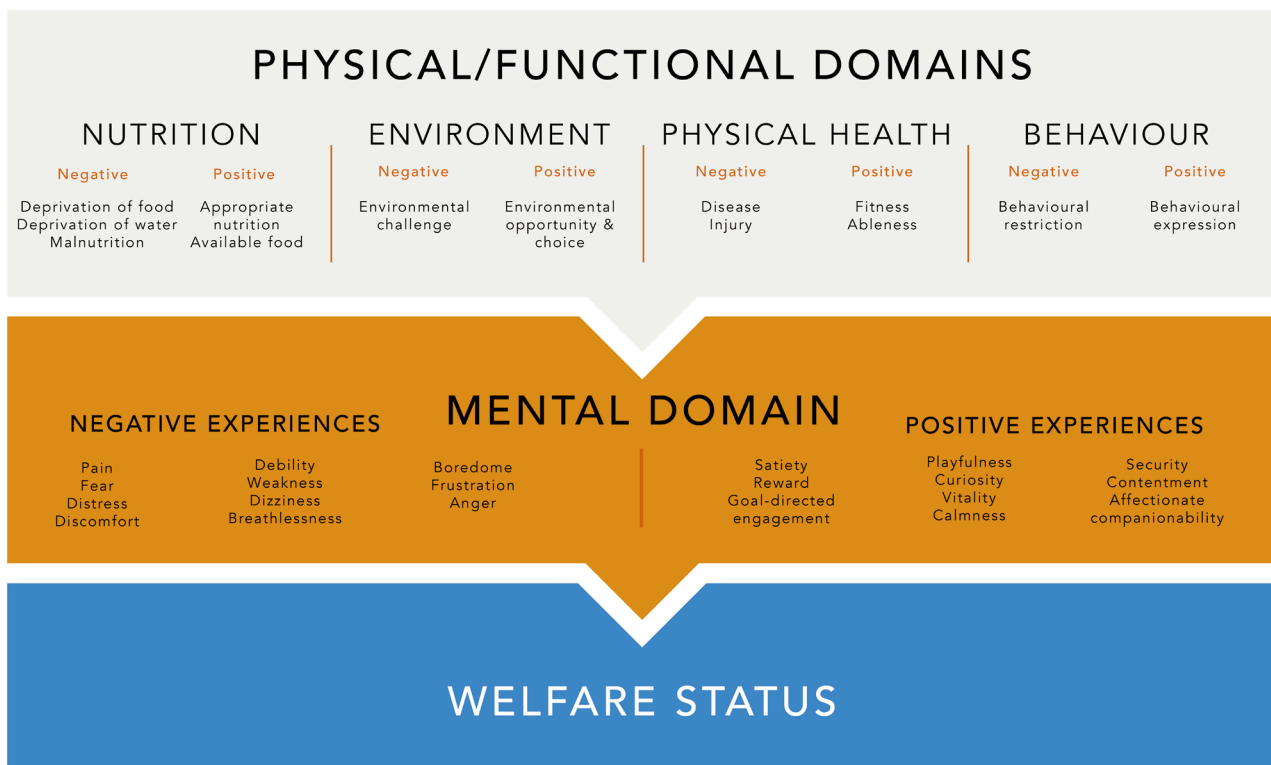 PHYSICAL/FUNCTIONAL DOMAINS
NUTRITION
Negative
Positive
Deprivation of food
Deprivation of water
Malnutrition
Appropriate
nutrition
Available food
ENVIRONMENT
Negative
Positive
Environmental
challenge
Environmental
opportunity &
choice
PHYSICAL HEALTH
Negative
Positive
Disease
Injury
Fitness
Ableness
BEHAVIOUR
Negative
Positive
Behavioural
restriction
Behavioural
expression
MENTAL DOMAIN
NEGATIVE EXPERIENCES
Pain
Fear
Distress
Discomfort
Debility
Weakness
Dizziness
Breathlessness
Boredome
Frustration
Anger
POSITIVE EXPERIENCES
Satiety
Reward
Goal-directed
engagement
Playfulness
Curiosity
Vitality
Calmness
Security
Contentment
Affectionate
companionability
WELFARE STATUS